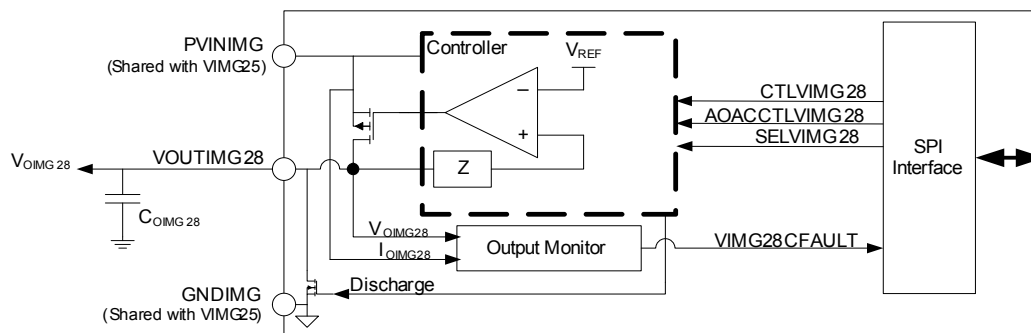 PVINIMG
(Shared with VIMG25)
Controller
VREF
−
+
Z
CTLVIMG28
AOACCTLVIMG28
SELVIMG28
SPI
Interface
VOIMG28
VOUTIMG28
COIMG28
VOIMG28
IOIMG28
Output Monitor
VIMG28CFAULT
Discharge
GNDIMG
(Shared with VIMG25)